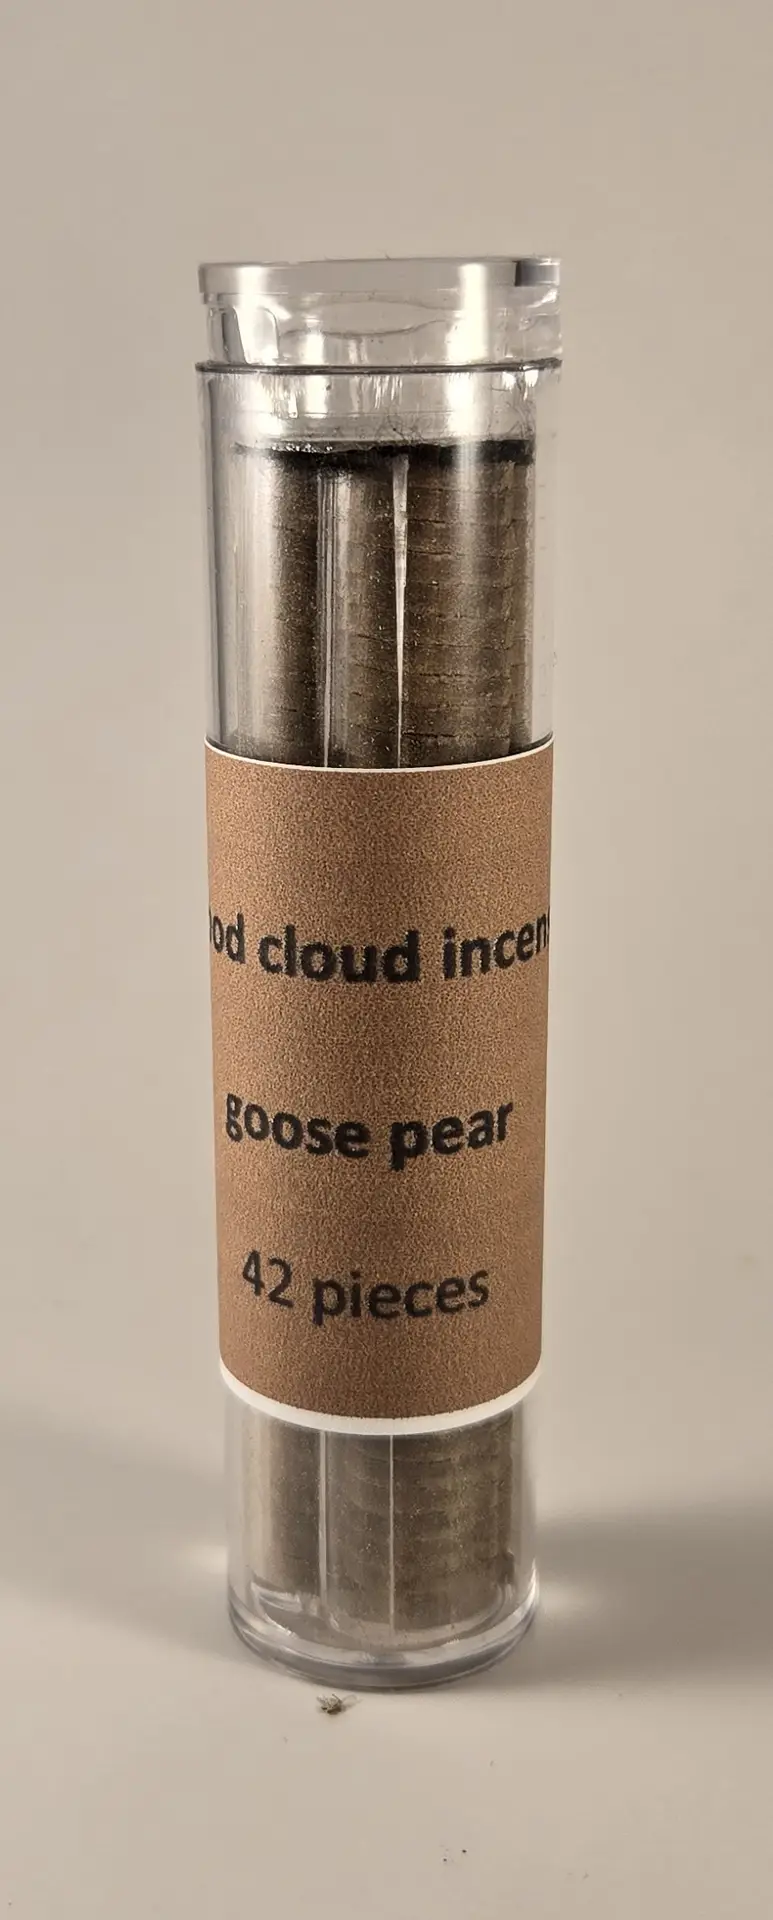 od cloud incens
goose pear
42 pieces